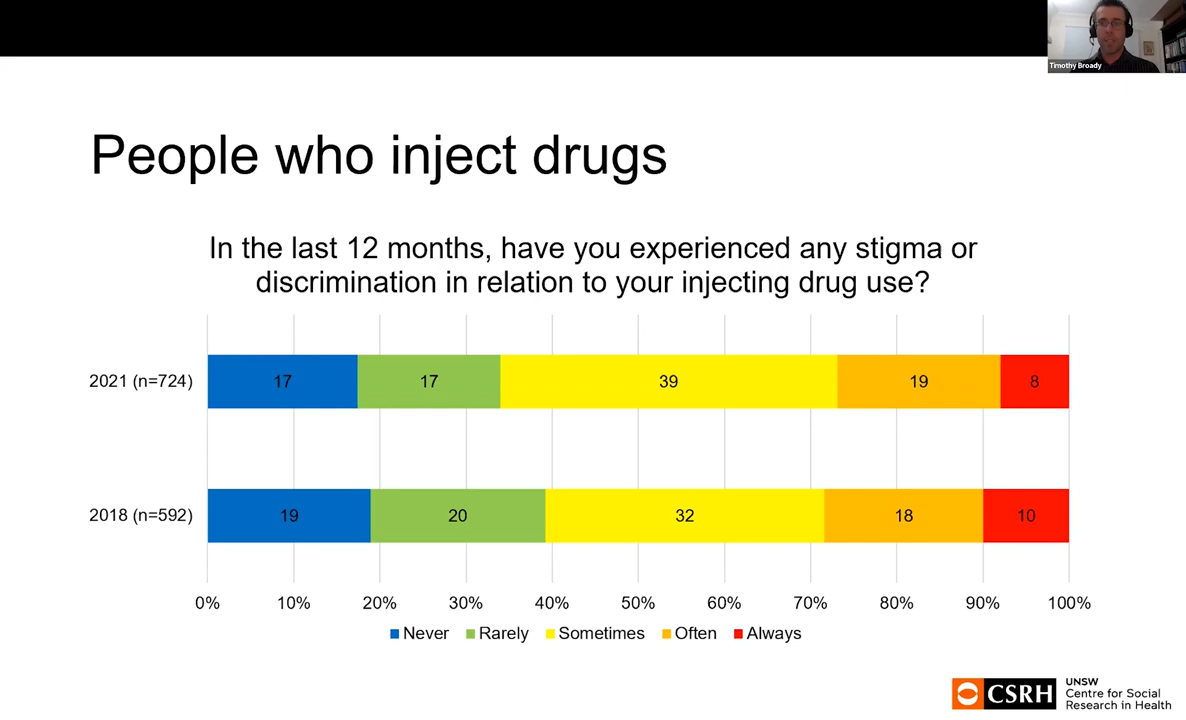 Timothy Broady
People who inject drugs
In the last 12 months, have you experienced any stigma or
discrimination in relation to your injecting drug use?
2021 (n=724)
17
17
39
19
8
2018 (n=592)
19
20
32
18
10
0%
10%
20%
30%
40%
50%
60%
70%
80%
90%
100%
Never
Rarely
Sometimes
Often
Always
CSRH
UNSW
Centre for Social
Research in Health